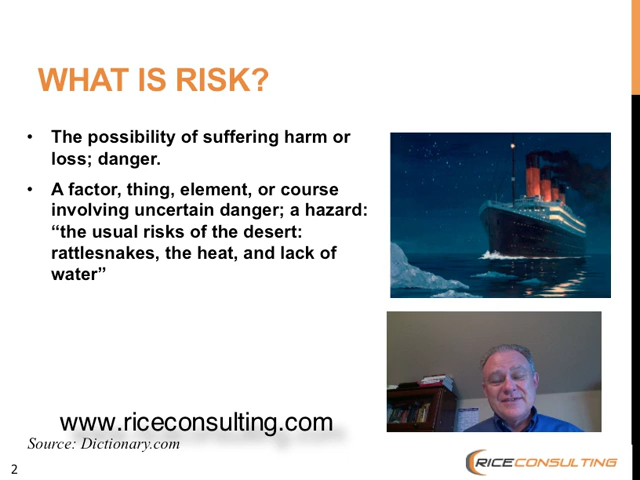 WHAT IS RISK?
• The possibility of suffering harm or
loss; danger.
• A factor, thing, element, or course
involving uncertain danger; a hazard:
“the usual risks of the desert:
rattlesnakes, the heat, and lack of
water”
www.riceconsulting.com
Source: Dictionary.com
2
RICECONSULTING